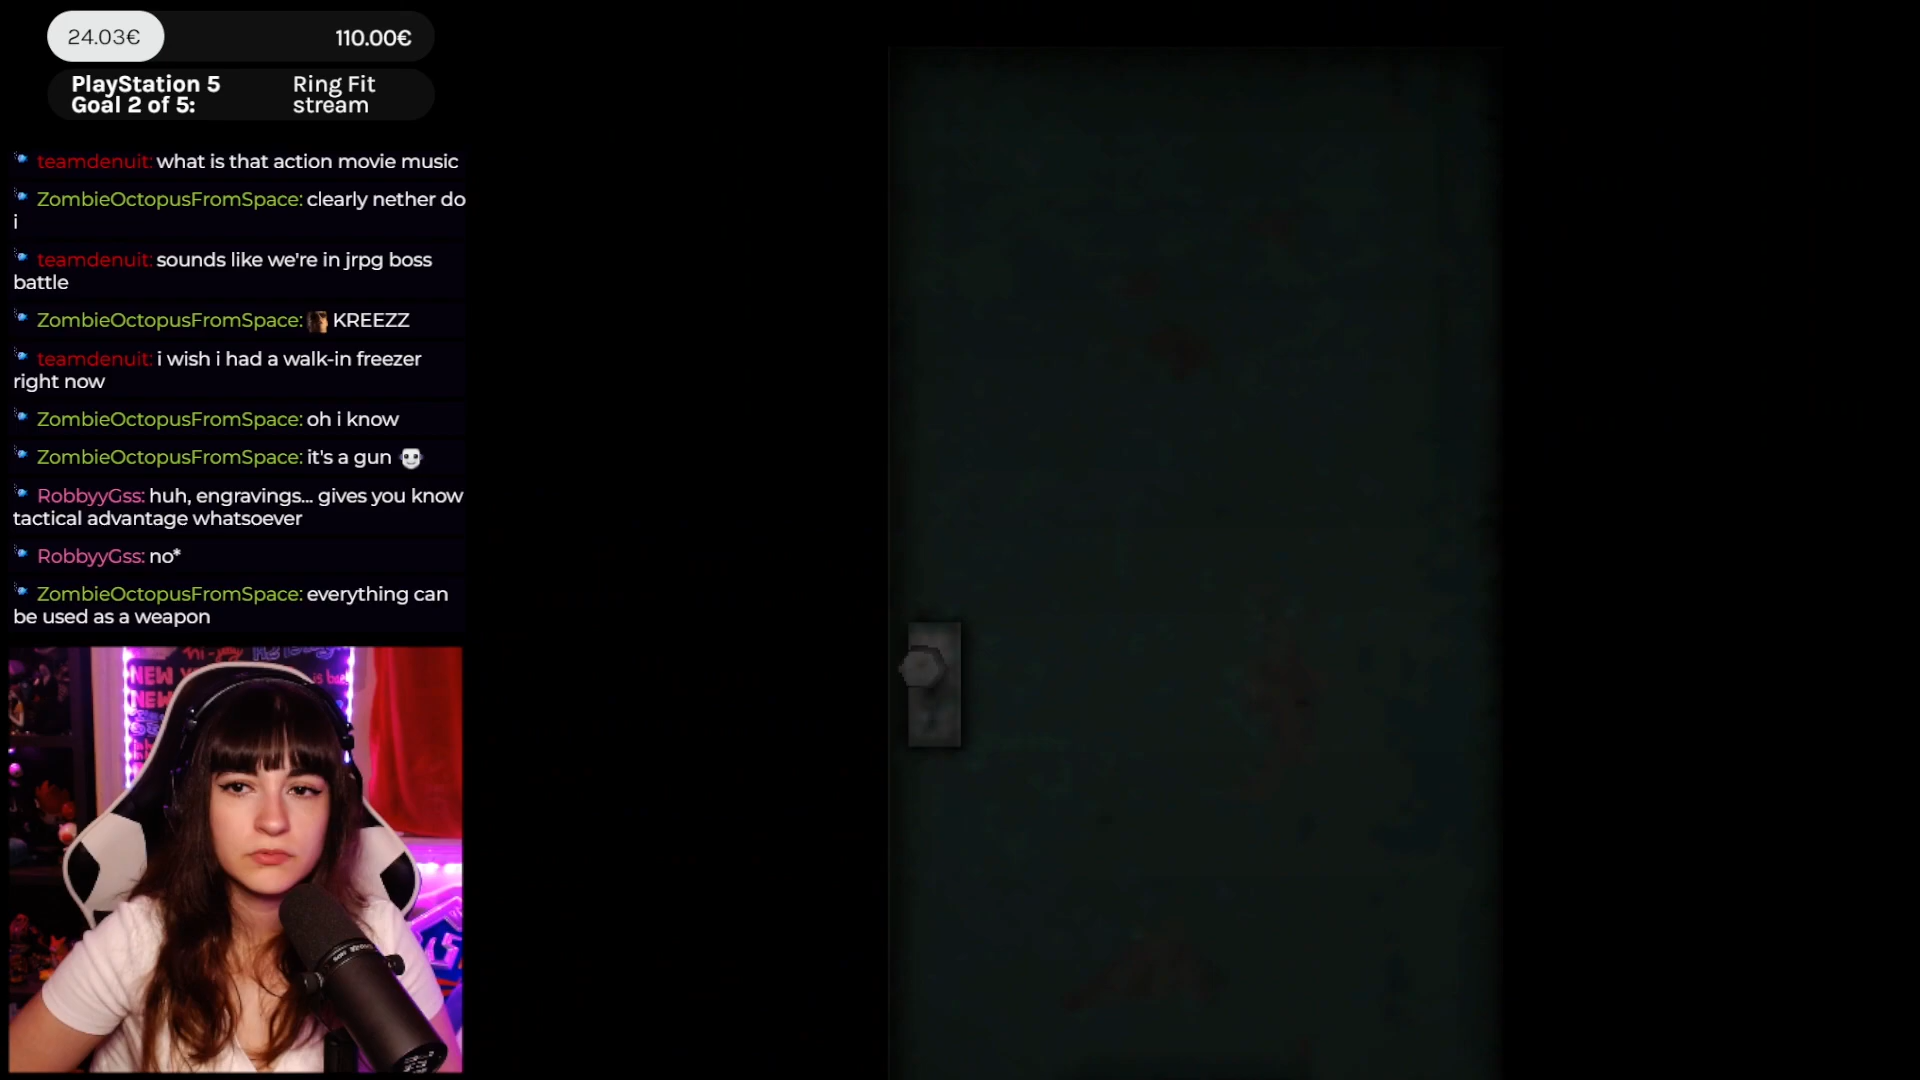 24.03€ 110.00€
PlayStation 5
Goal 2 of 5:
Ring Fit
stream
teamdenuit: what is that action movie music
ZombieOctopusFromSpace: clearly nether do
i
teamdenuit: sounds like we're in jrpg boss
battle
ZombieOctopusFromSpace: KREEZZ
teamdenuit: i wish i had a walk-in freezer
right now
ZombieOctopusFromSpace: oh i know
ZombieOctopusFromSpace: it's a gun
RobbyyGss: huh, engravings... gives you know
tactical advantage whatsoever
RobbyyGss: no*
ZombieOctopusFromSpace: everything can
be used as a weapon
NEW
NEW